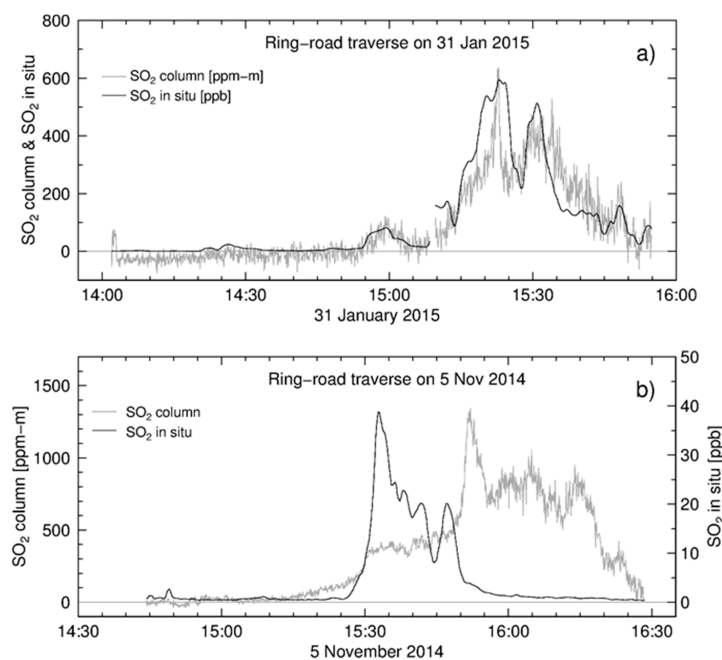 800
600
400
200
0
SO2 column & SO2 in situ
Ring-road traverse on 31 Jan 2015
a)
SO2 column [ppm-m]
SO2 in situ [ppb]
14:00 14:30 15:00 15:30 16:00
31 January 2015
1500
1000
500
0
SO2 column [ppm-m]
Ring-road traverse on 5 Nov 2014
b)
SO2 column
SO2 in situ
50
40
30
20
10
0
SO2 in situ [ppb]
14:30 15:00 15:30 16:00 16:30
5 November 2014